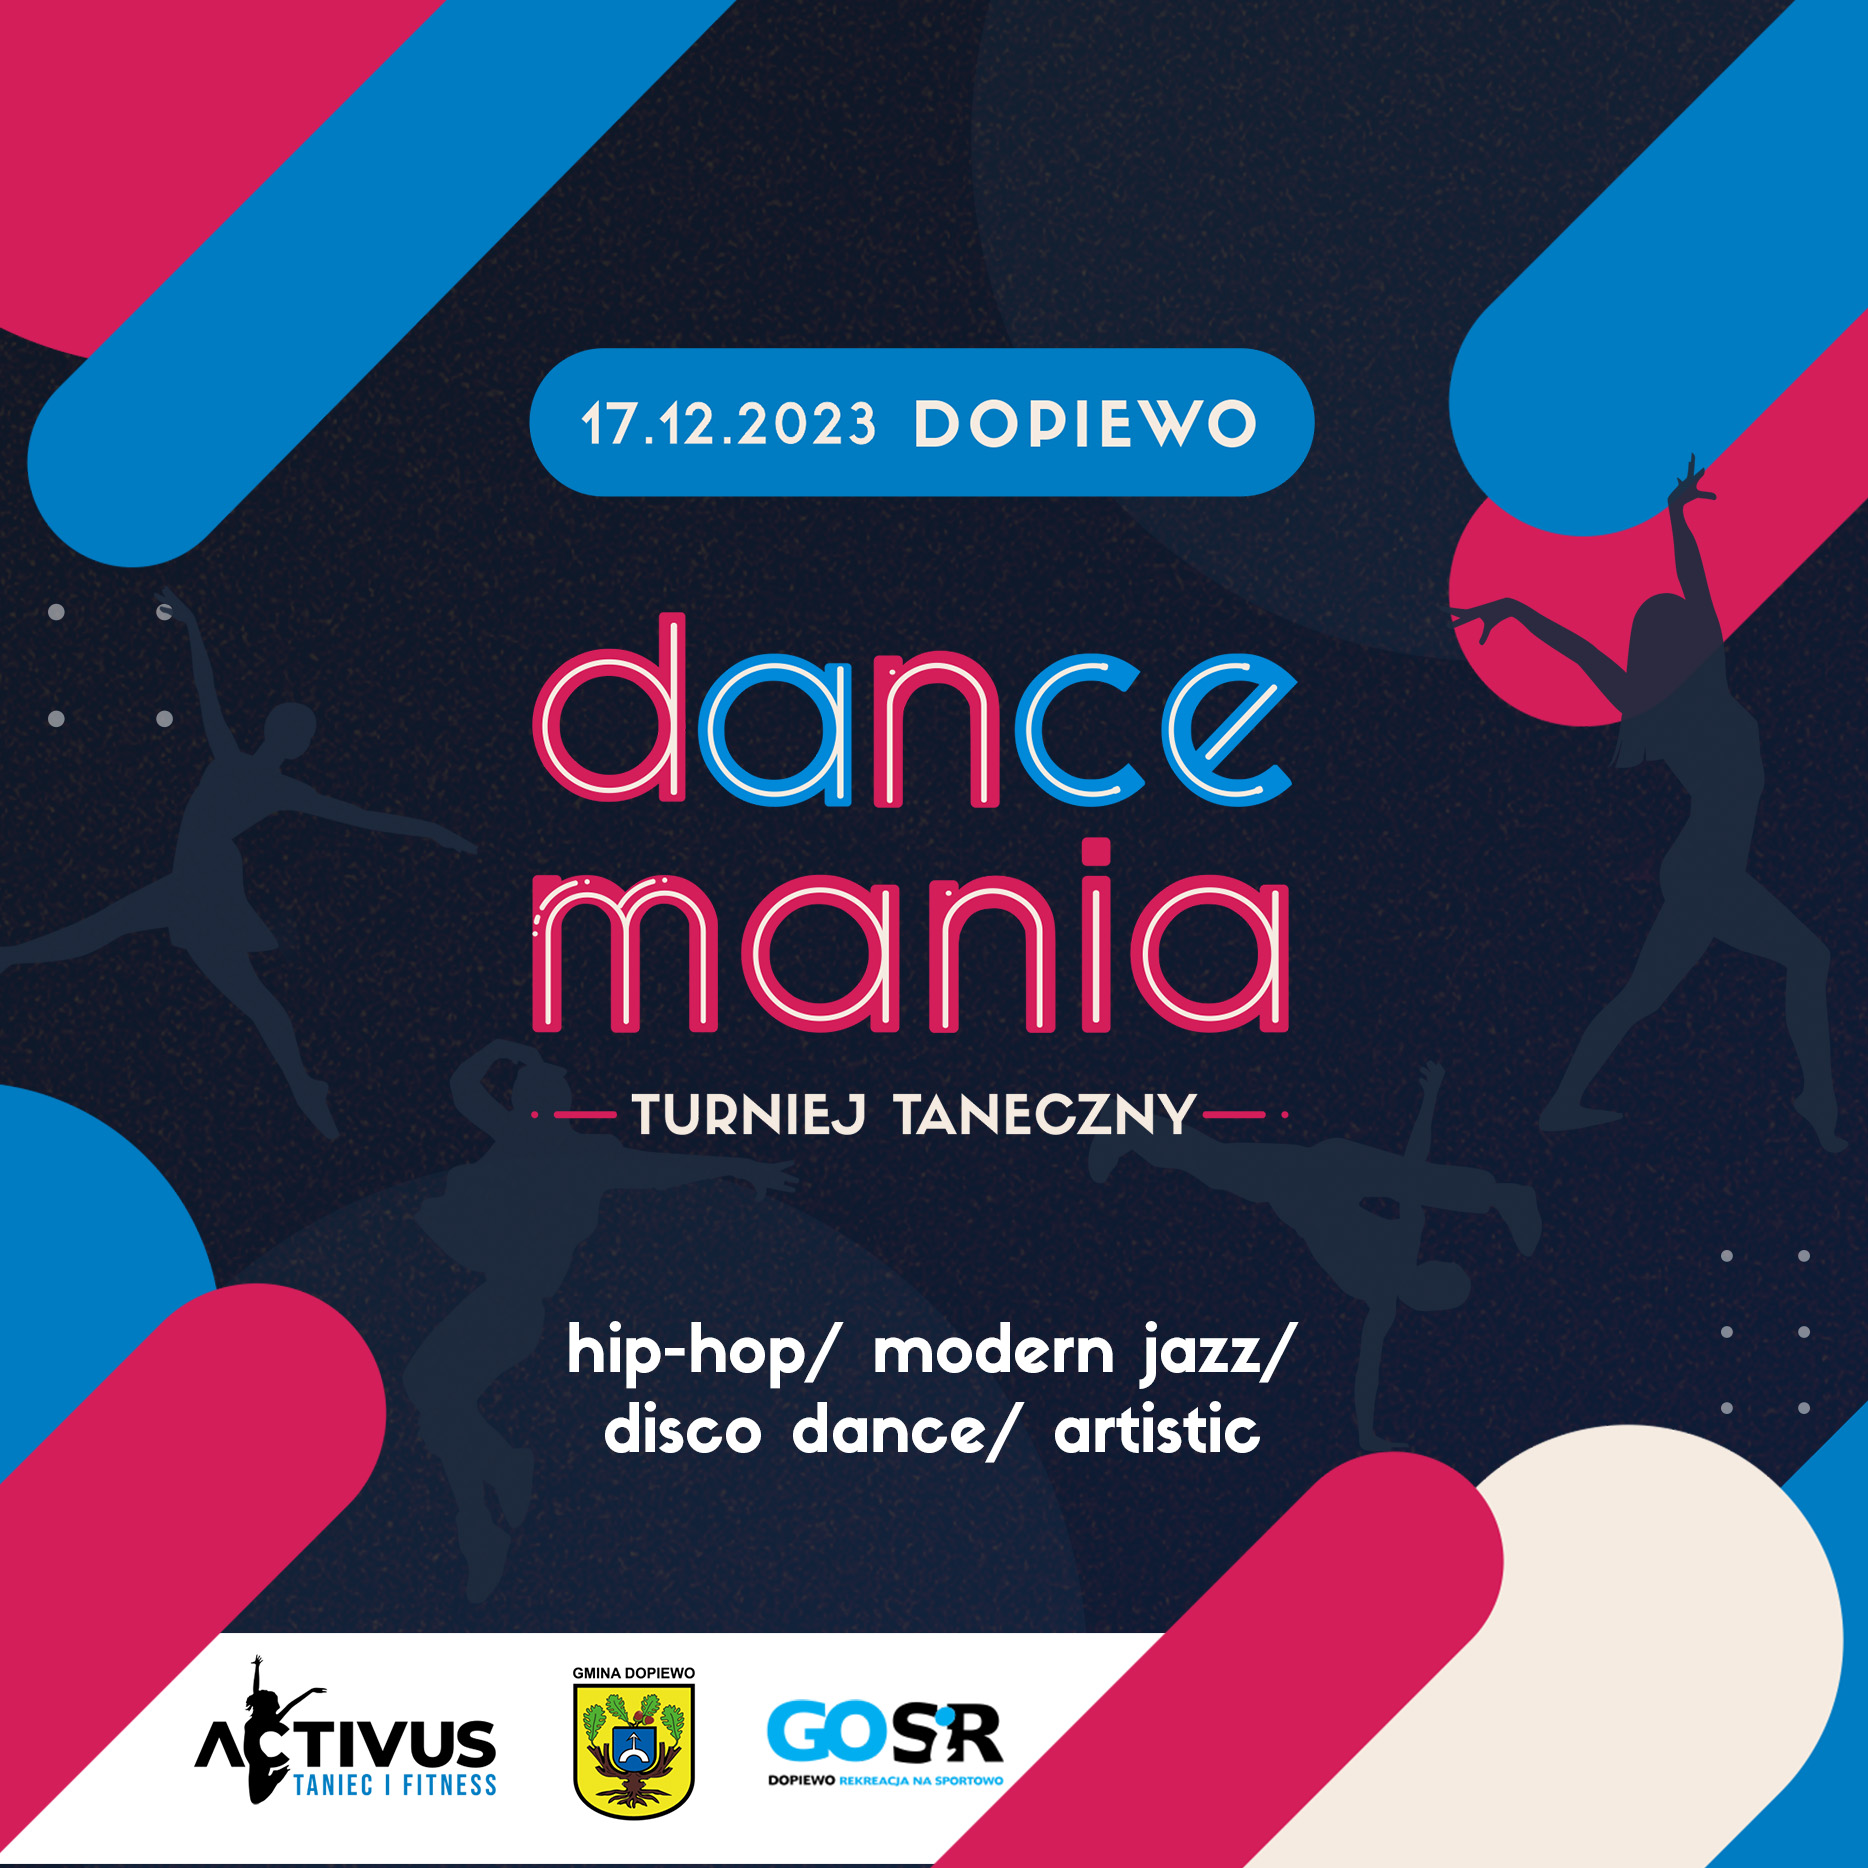 17.12.2023 DOPIEWO
dance
mania
TURNIEJ TANECZNY
hip-hop/ modern jazz/
disco dance/ artistic
ACTIVUS
TANIEC I FITNESS
GMINA DOPIEWO
GOSiR
DOPIEWO REKREACJA NA SPORTOWO